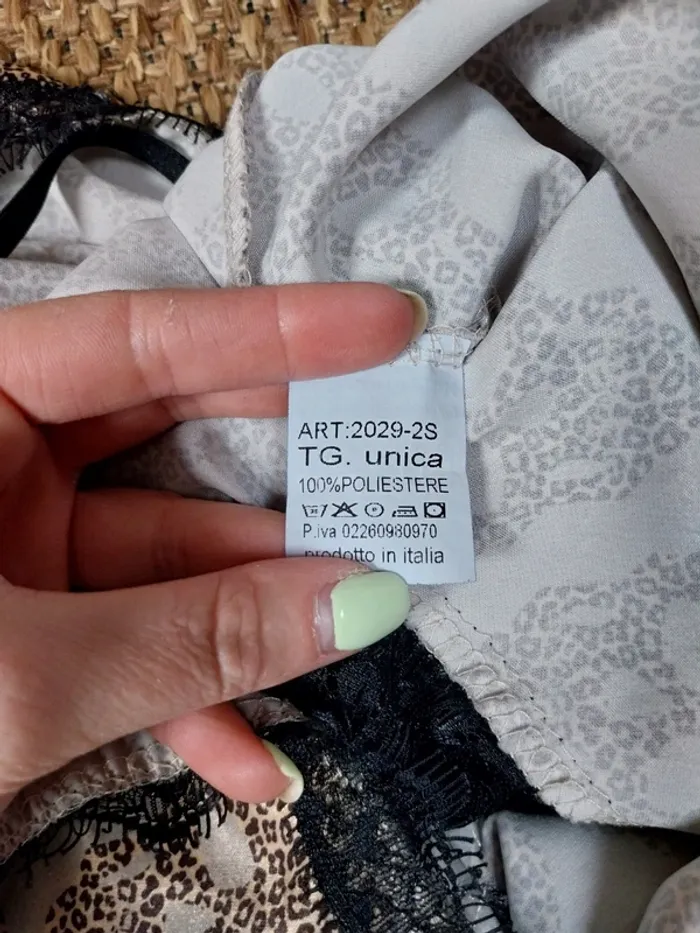 ART:2029-2S
TG. unica
100%POLIESTERE
P.iva 02260980970
prodotto in italia